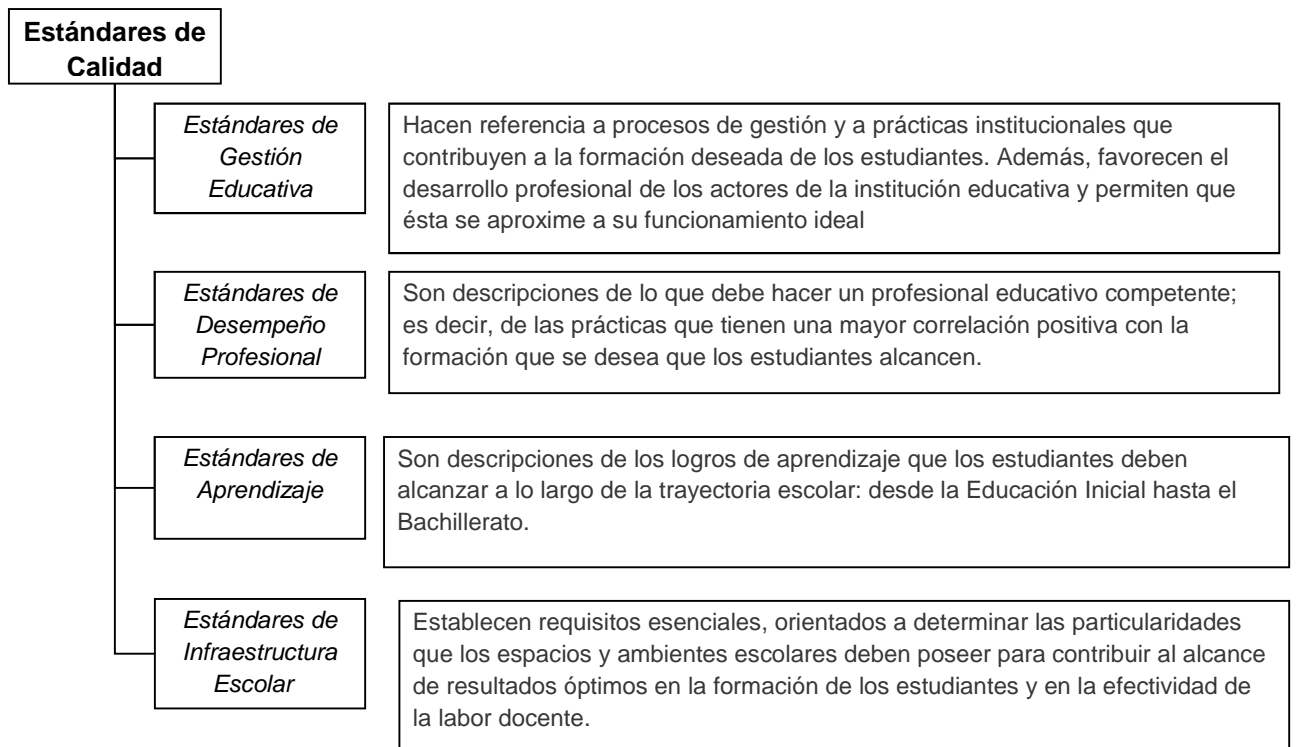 Estándares de
Calidad
Estándares de
Gestión
Educativa
Hacen referencia a procesos de gestión y a prácticas institucionales que
contribuyen a la formación deseada de los estudiantes. Además, favorecen el
desarrollo profesional de los actores de la institución educativa y permiten que
ésta se aproxime a su funcionamiento ideal
Estándares de
Desempeño
Profesional
Son descripciones de lo que debe hacer un profesional educativo competente;
es decir, de las prácticas que tienen una mayor correlación positiva con la
formación que se desea que los estudiantes alcancen.
Estándares de
Aprendizaje
Son descripciones de los logros de aprendizaje que los estudiantes deben
alcanzar a lo largo de la trayectoria escolar: desde la Educación Inicial hasta el
Bachillerato.
Estándares de
Infraestructura
Escolar
Establecen requisitos esenciales, orientados a determinar las particularidades
que los espacios y ambientes escolares deben poseer para contribuir al alcance
de resultados óptimos en la formación de los estudiantes y en la efectividad de
la labor docente.